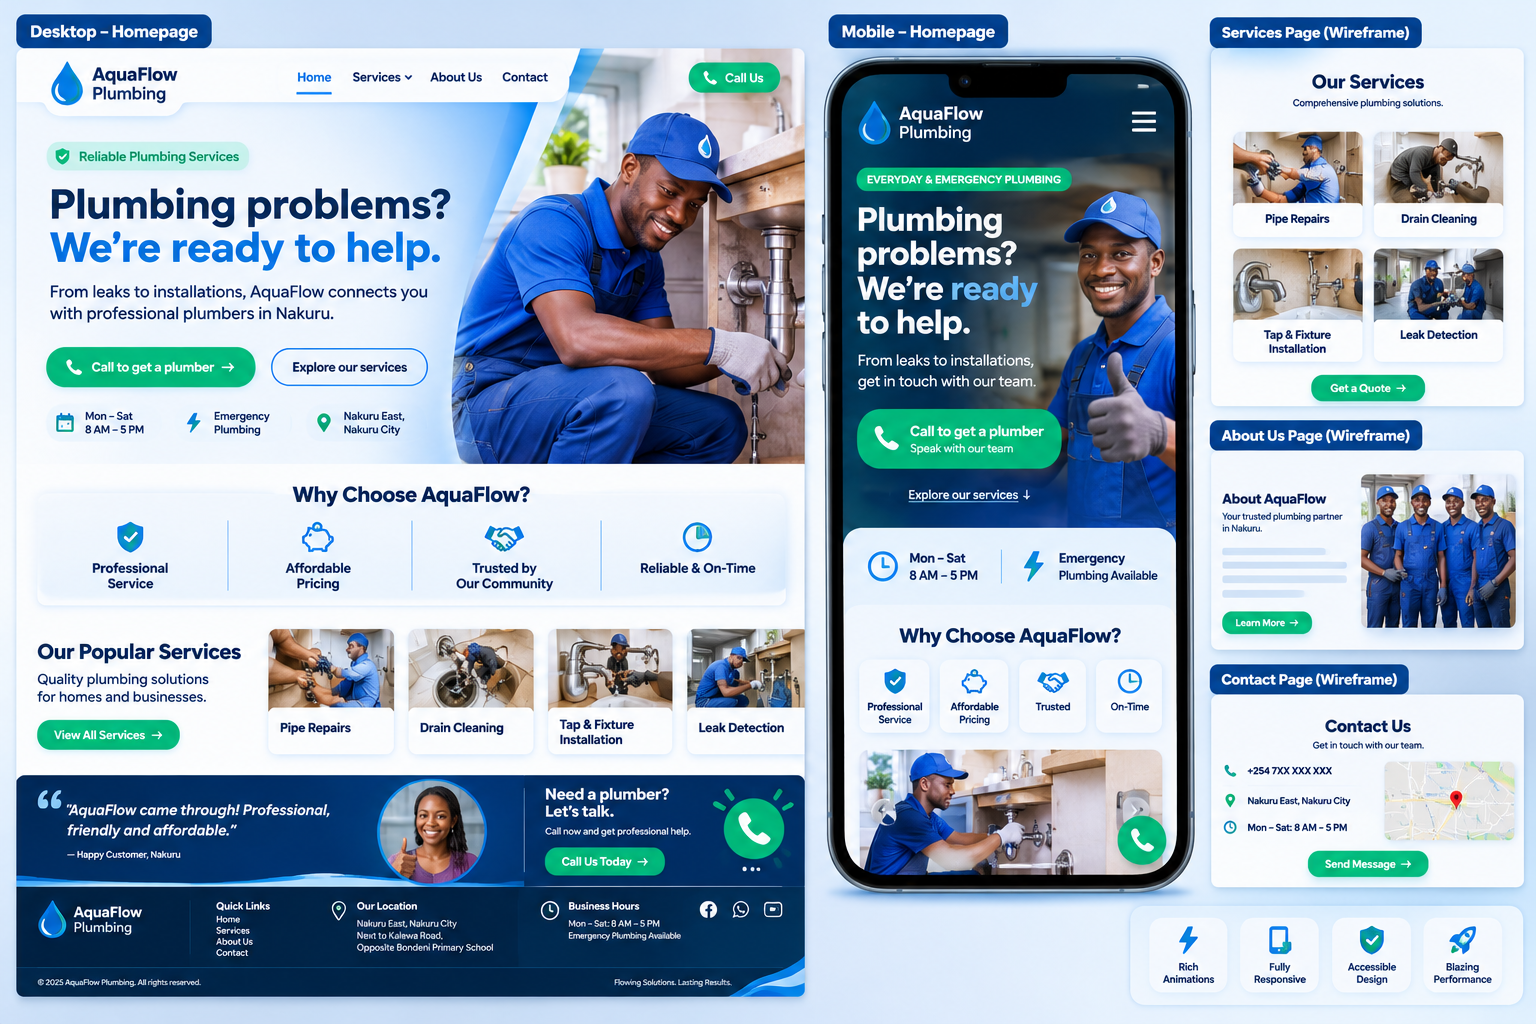 Desktop – Homepage
AquaFlow
Plumbing
Home
Services
About Us
Contact
Call Us
Reliable Plumbing Services
Plumbing problems?
We're ready to help.
From leaks to installations, AquaFlow connects you
with professional plumbers in Nakuru.
Call to get a plumber →
Explore our services
Mon – Sat
8 AM – 5 PM
Emergency
Plumbing
Nakuru East,
Nakuru City
Why Choose AquaFlow?
Professional
Service
Affordable
Pricing
Trusted by
Our Community
Reliable & On-Time
Our Popular Services
Quality plumbing solutions
for homes and businesses.
View All Services →
Pipe Repairs
Drain Cleaning
Tap & Fixture
Installation
Leak Detection
"AquaFlow came through! Professional,
friendly and affordable."
— Happy Customer, Nakuru
Need a plumber?
Let's talk.
Call now and get professional help.
Call Us Today →
AquaFlow
Plumbing
Quick Links
Home
Services
About Us
Contact
Our Location
Nakuru East, Nakuru City
Next to Kalewa Road,
Opposite Bondeni Primary School
Business Hours
Mon – Sat: 8 AM – 5 PM
Emergency Plumbing Available
© 2025 AquaFlow Plumbing. All rights reserved.
Flowing Solutions. Lasting Results.
Mobile – Homepage
AquaFlow
Plumbing
EVERYDAY & EMERGENCY PLUMBING
Plumbing
problems?
We're ready
to help.
From leaks to installations,
get in touch with our team.
Call to get a plumber
Speak with our team
Explore our services ↓
Mon – Sat
8 AM – 5 PM
Emergency
Plumbing Available
Why Choose AquaFlow?
Professional
Service
Affordable
Pricing
Trusted
On-Time
Services Page (Wireframe)
Our Services
Comprehensive plumbing solutions.
Pipe Repairs
Drain Cleaning
Tap & Fixture
Installation
Leak Detection
Get a Quote →
About Us Page (Wireframe)
About AquaFlow
Your trusted plumbing partner
in Nakuru.
Learn More →
Contact Page (Wireframe)
Contact Us
Get in touch with our team.
+254 7XX XXX XXX
Nakuru East, Nakuru City
Mon – Sat: 8 AM – 5 PM
Send Message →
Rich
Animations
Fully
Responsive
Accessible
Design
Blazing
Performance